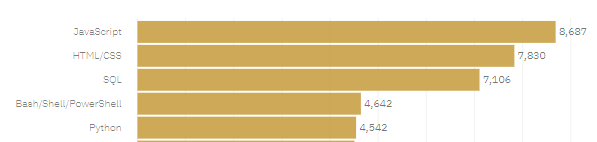 JavaScript 8,687
HTML/CSS 7,830
SQL 7,106
Bash/Shell/PowerShell 4,642
Python 4,542